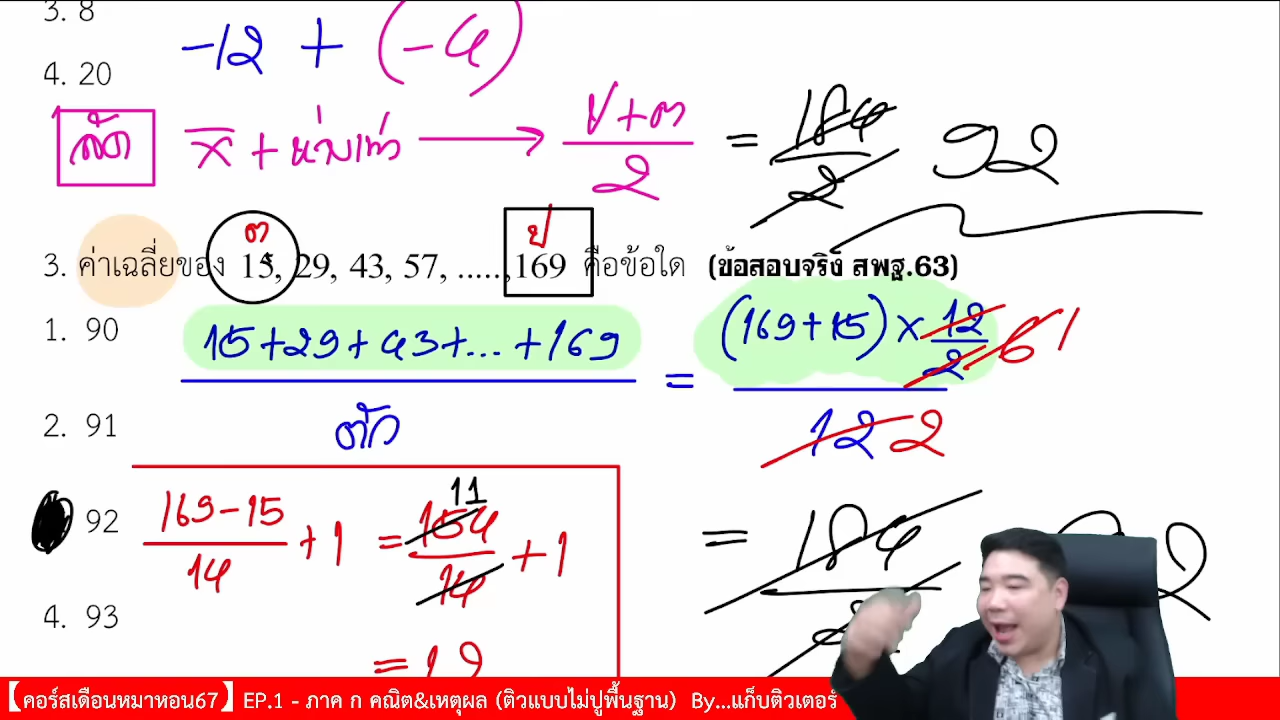 3. 8
-12 + (-4)
4. 20
ลัด x̄ + ห่างเท่า → ป+ต / 2 = 184 / 2 92
ต ป
3. ค่าเฉลี่ยของ 15, 29, 43, 57, .....,169 คือข้อใด (ข้อสอบจริง สพฐ.63)
1. 90
15+29+43+...+169 / ตัว = (169+15) × 12/2 6 1 / 12 2
2. 91
92
169-15 / 14 + 1 = 154 / 14 + 1
11
= 184 / 2
4. 93
= 12
【คอร์สเดือนหมาหอน67】 EP.1 - ภาค ก คณิต&เหตุผล (ติวแบบไม่ปูพื้นฐาน) By...แก็บติวเตอร์